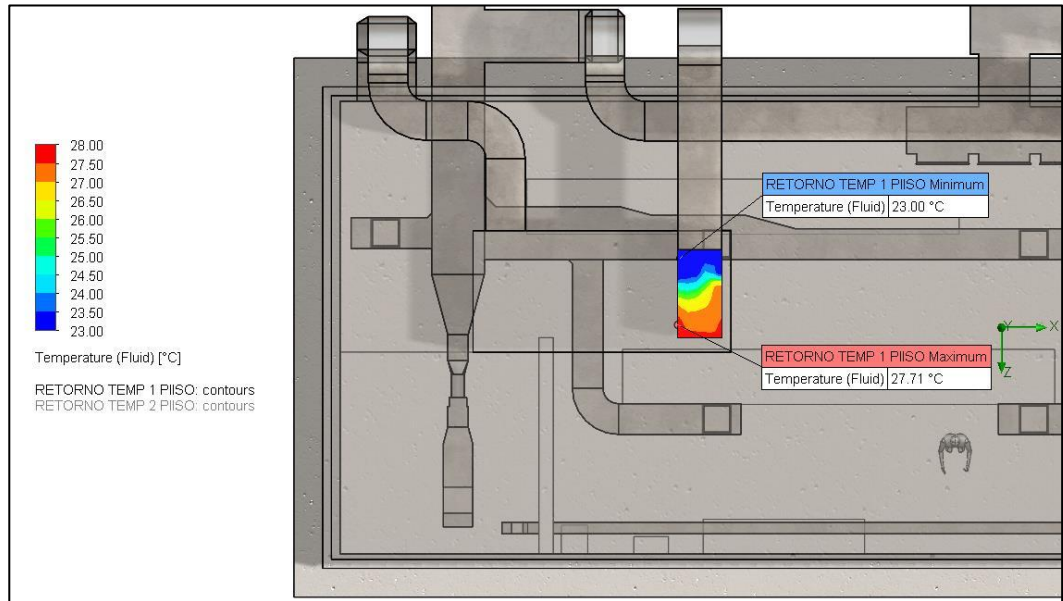 28.00
27.50
27.00
26.50
26.00
25.50
25.00
24.50
24.00
23.50
23.00
Temperature (Fluid) [°C]
RETORNO TEMP 1 PIISO: contours
RETORNO TEMP 2 PIISO: contours
RETORNO TEMP 1 PIISO Minimum
Temperature (Fluid) 23.00 °C
RETORNO TEMP 1 PIISO Maximum
Temperature (Fluid) 27.71 °C
Y
X
Z